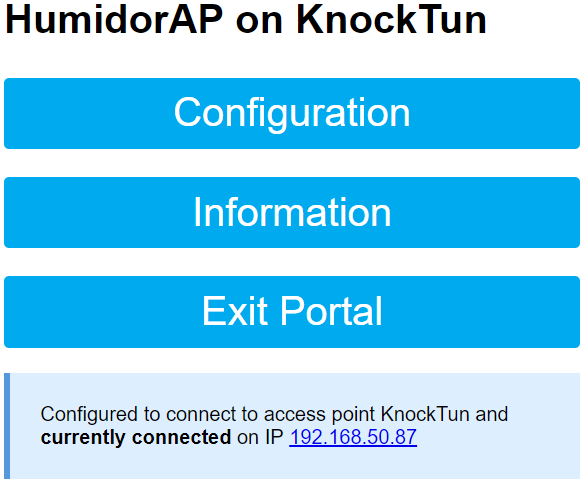 HumidorAP on KnockTun
Configuration
Information
Exit Portal
Configured to connect to access point KnockTun and
currently connected on IP 192.168.50.87